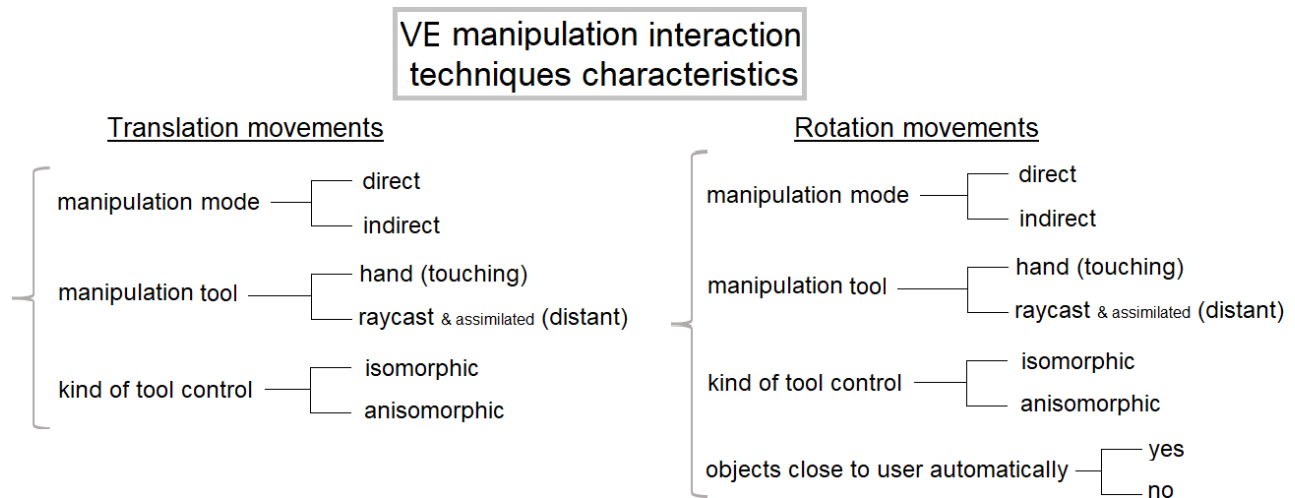 VE manipulation interaction
techniques characteristics
Translation movements
manipulation mode
direct
indirect
manipulation tool
hand (touching)
raycast & assimilated (distant)
kind of tool control
isomorphic
anisomorphic
Rotation movements
manipulation mode
direct
indirect
manipulation tool
hand (touching)
raycast & assimilated (distant)
kind of tool control
isomorphic
anisomorphic
objects close to user automatically
yes
no